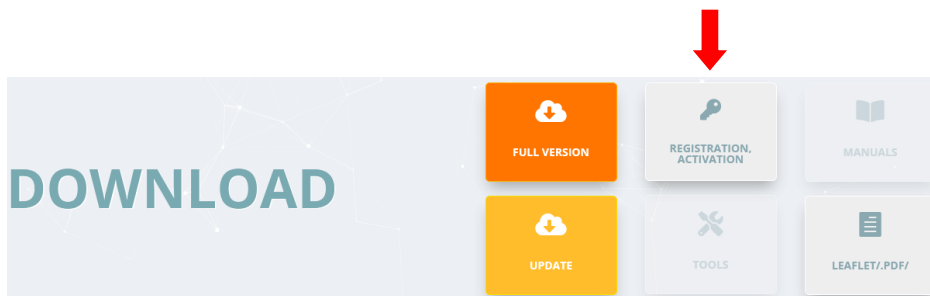 DOWNLOAD
FULL VERSION
REGISTRATION,
ACTIVATION
MANUALS
UPDATE
TOOLS
LEAFLET/.PDF/